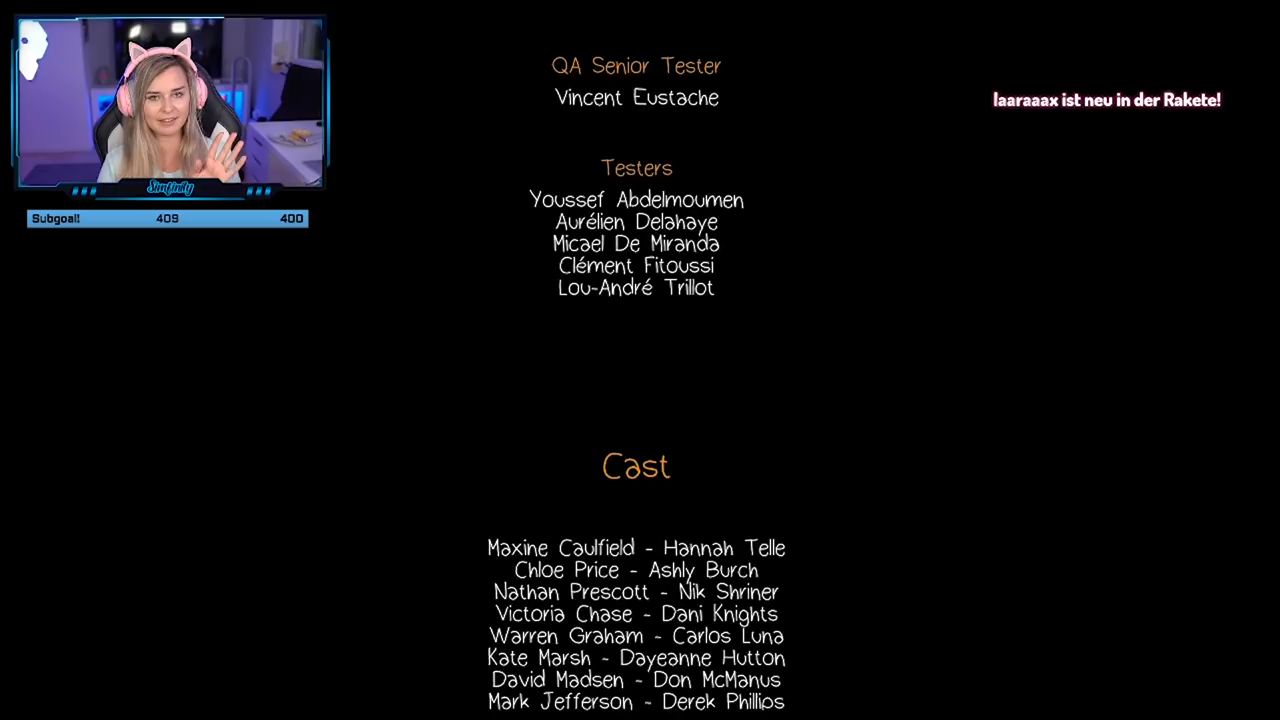 Simfinity
Subgoal! 409 400
QA Senior Tester
Vincent Eustache
laaraaax ist neu in der Rakete!
Testers
Youssef Abdelmoumen
Aurélien Delahaye
Micael De Miranda
Clément Fitoussi
Lou-André Trillot
Cast
Maxine Caulfield - Hannah Telle
Chloe Price - Ashly Burch
Nathan Prescott - Nik Shriner
Victoria Chase - Dani Knights
Warren Graham - Carlos Luna
Kate Marsh - Dayeanne Hutton
David Madsen - Don McManus
Mark Jefferson - Derek Phillips